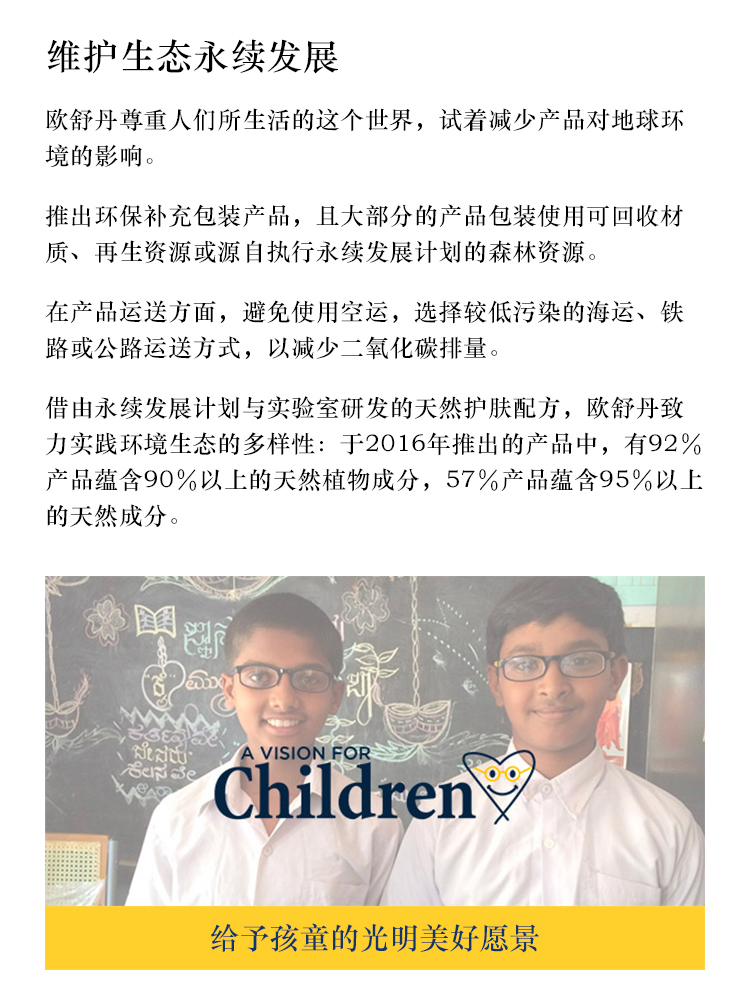 维护生态永续发展
欧舒丹尊重人们所生活的这个世界，试着减少产品对地球环
境的影响。
推出环保补充包装产品，且大部分的产品包装使用可回收材
质、再生资源或源自执行永续发展计划的森林资源。
在产品运送方面，避免使用空运，选择较低污染的海运、铁
路或公路运送方式，以减少二氧化碳排量。
借由永续发展计划与实验室研发的天然护肤配方，欧舒丹致
力实践环境生态的多样性：于2016年推出的产品中，有92%
产品蕴含90%以上的天然植物成分，57%产品蕴含95%以上
的天然成分。
A VISION FOR
Children
给予孩童的光明美好愿景